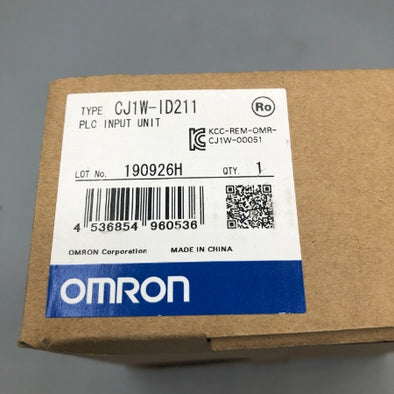 TYPE CJ1W-ID211
PLC INPUT UNIT
Ro
KCC-REM-OMR-
CJ1W-00051
LOT No. 190926H QTY. 1
4 536854 960536
OMRON Corporation MADE IN CHINA
OMRON